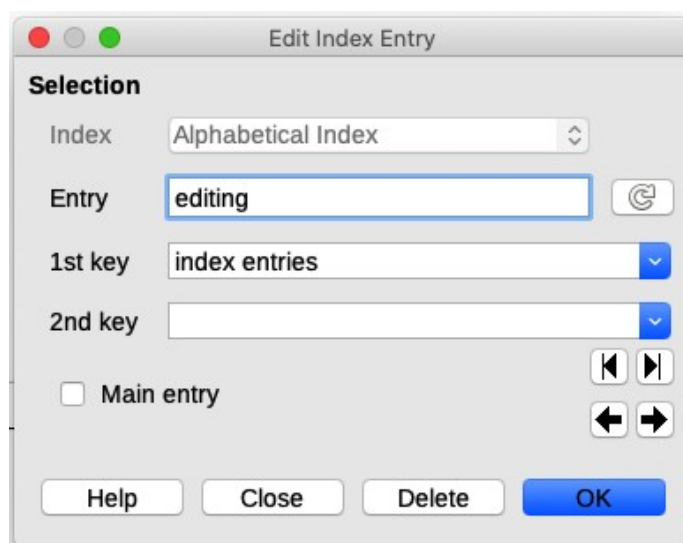 Edit Index Entry
Selection
Index Alphabetical Index
Entry editing
1st key index entries
2nd key
Main entry
Help Close Delete OK